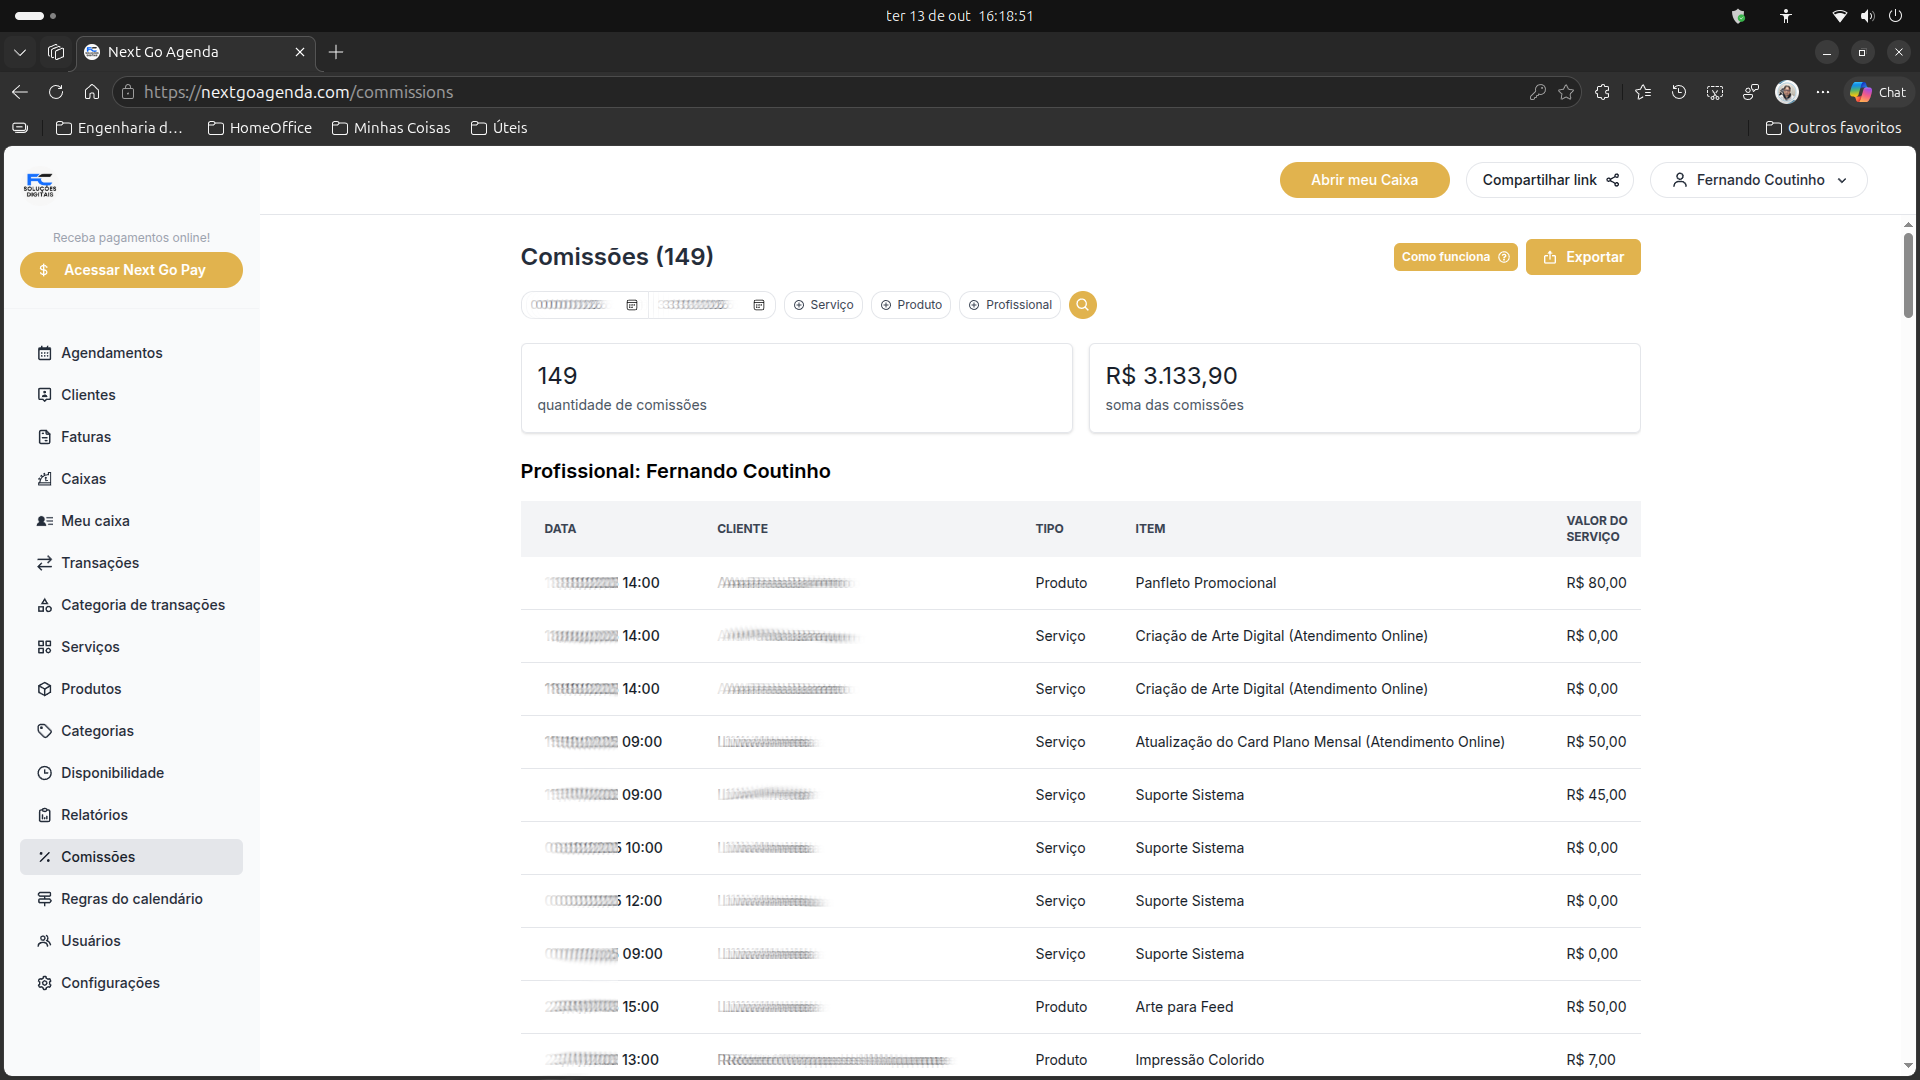 ter 13 de out 16:18:51
Next Go Agenda
https://nextgoagenda.com/commissions
Chat
Engenharia d...
HomeOffice
Minhas Coisas
Úteis
Outros favoritos
FC
SOLUÇÕES
DIGITAIS
Abrir meu Caixa
Compartilhar link
Fernando Coutinho
Receba pagamentos online!
$ Acessar Next Go Pay
Agendamentos
Clientes
Faturas
Caixas
Meu caixa
Transações
Categoria de transações
Serviços
Produtos
Categorias
Disponibilidade
Relatórios
Comissões
Regras do calendário
Usuários
Configurações
Comissões (149)
Como funciona
Exportar
Serviço
Produto
Profissional
149
quantidade de comissões
R$ 3.133,90
soma das comissões
Profissional: Fernando Coutinho
DATA CLIENTE TIPO ITEM VALOR DO SERVIÇO
14:00 Produto Panfleto Promocional R$ 80,00
14:00 Serviço Criação de Arte Digital (Atendimento Online) R$ 0,00
14:00 Serviço Criação de Arte Digital (Atendimento Online) R$ 0,00
09:00 Serviço Atualização do Card Plano Mensal (Atendimento Online) R$ 50,00
09:00 Serviço Suporte Sistema R$ 45,00
10:00 Serviço Suporte Sistema R$ 0,00
12:00 Serviço Suporte Sistema R$ 0,00
09:00 Serviço Suporte Sistema R$ 0,00
15:00 Produto Arte para Feed R$ 50,00
13:00 Produto Impressão Colorido R$ 7,00